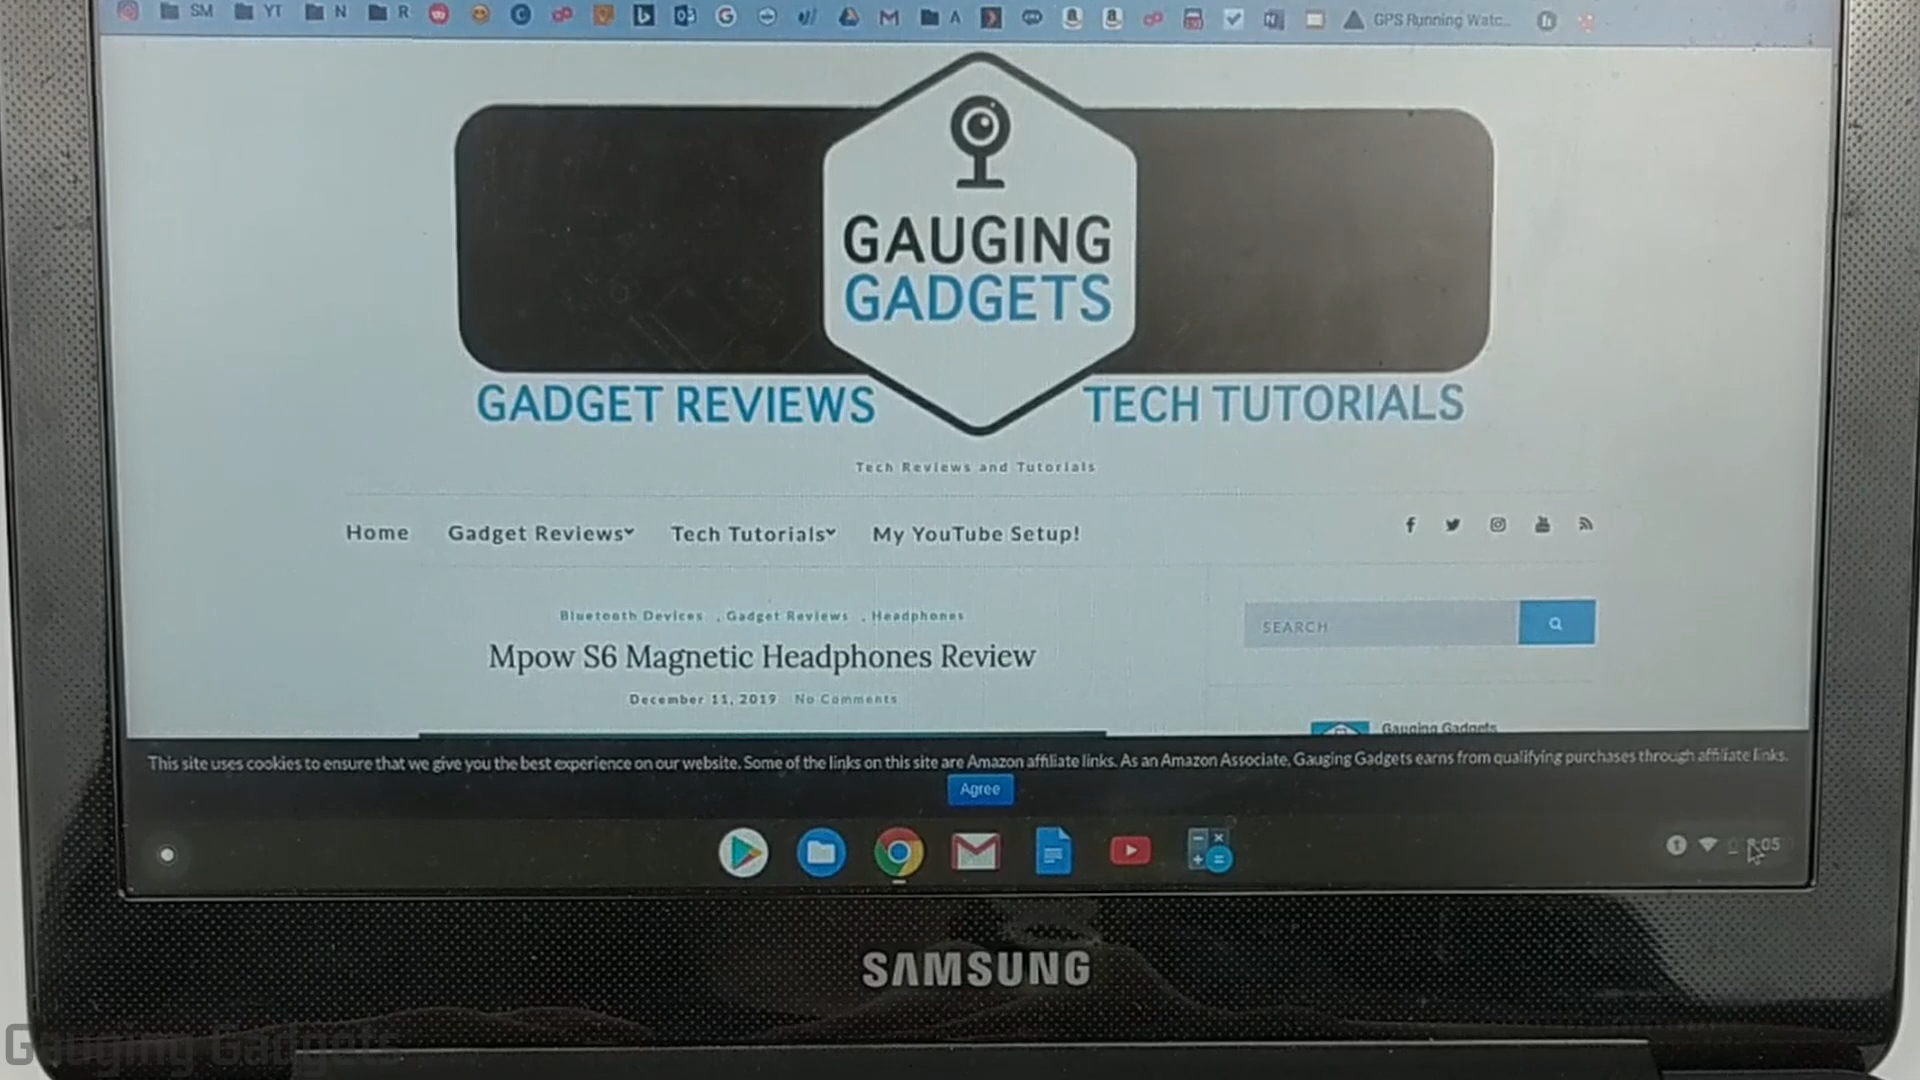 SM YT N R A GPS Running Watc...
GAUGING
GADGETS
GADGET REVIEWS TECH TUTORIALS
Tech Reviews and Tutorials
Home Gadget Reviews Tech Tutorials My YouTube Setup!
Bluetooth Devices , Gadget Reviews , Headphones
SEARCH
Mpow S6 Magnetic Headphones Review
December 11, 2019 No Comments
Gauging Gadgets
This site uses cookies to ensure that we give you the best experience on our website. Some of the links on this site are Amazon affiliate links. As an Amazon Associate, Gauging Gadgets earns from qualifying purchases through affiliate links.
Agree
1
SAMSUNG
Gauging Gadgets